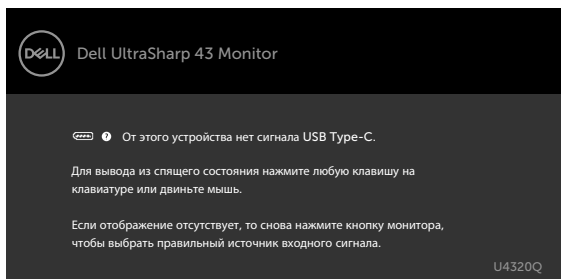 DELL
Dell UltraSharp 43 Monitor
? От этого устройства нет сигнала USB Type-C.
Для вывода из спящего состояния нажмите любую клавишу на
клавиатуре или двиньте мышь.
Если отображение отсутствует, то снова нажмите кнопку монитора,
чтобы выбрать правильный источник входного сигнала.
U4320Q